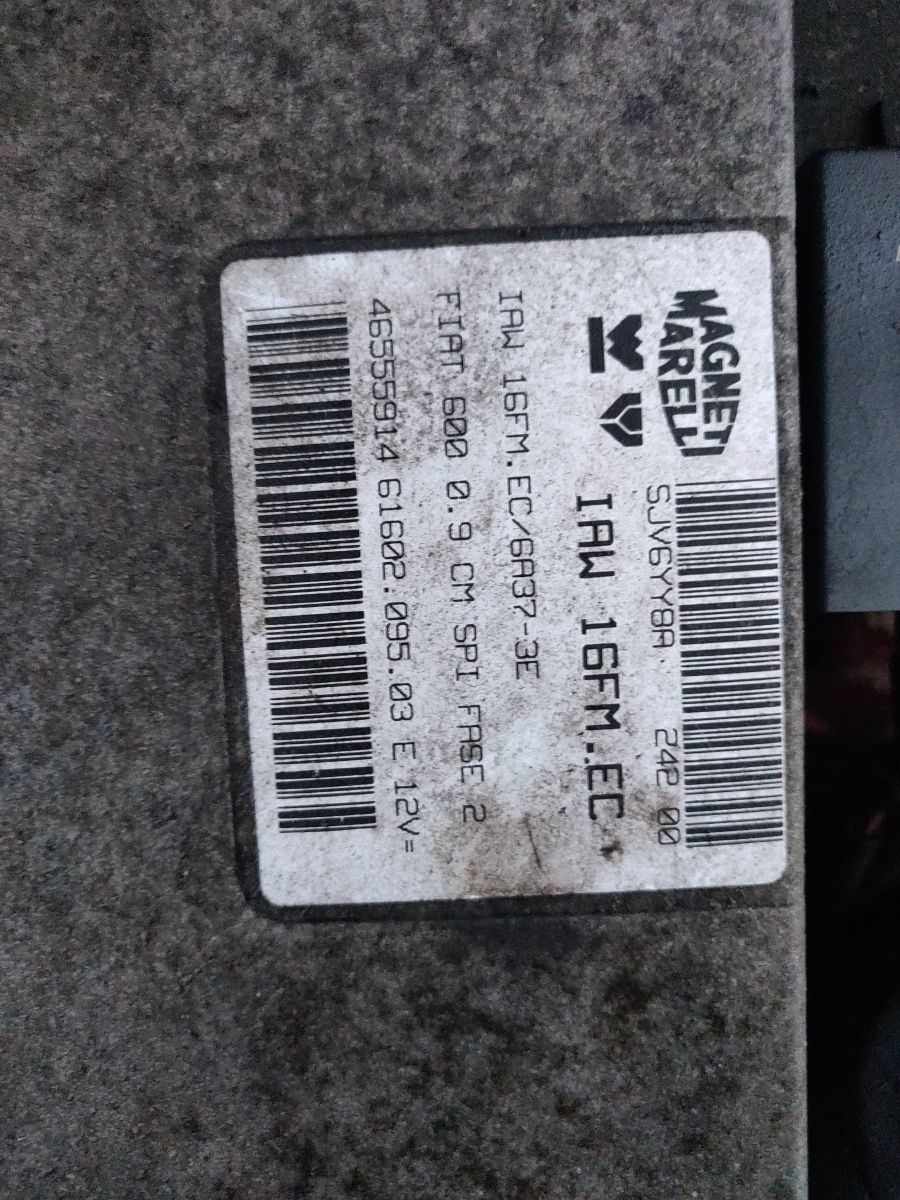 MAGNETI
MARELLI
SJV6YY8A 242 00
IAW 16FM.EC
IAW 16FM.EC/6A37-3E
FIAT 600 0.9 CM SPI FASE 2
46555914 61602.095.03 E 12V=